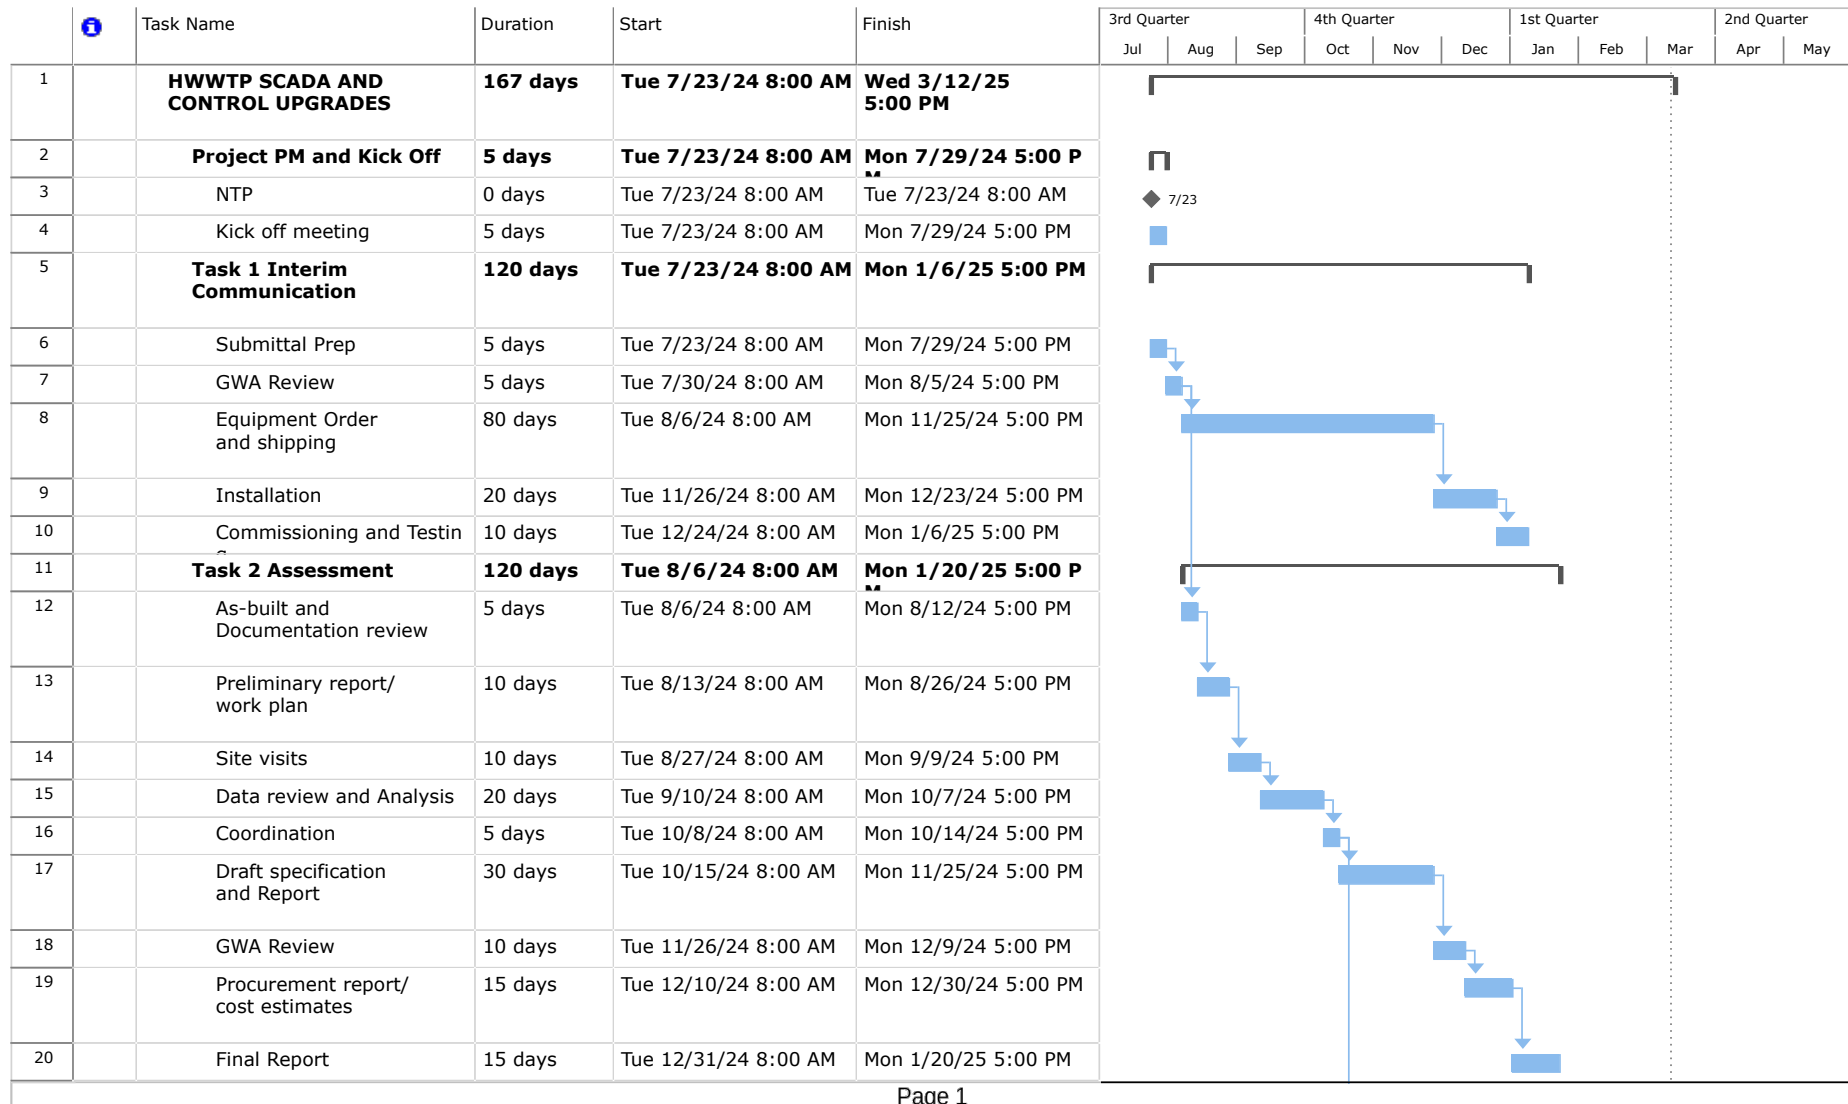 Task Name Duration Start Finish 3rd Quarter 4th Quarter 1st Quarter 2nd Quarter
Jul Aug Sep Oct Nov Dec Jan Feb Mar Apr May
1 HWWTP SCADA AND 167 days Tue 7/23/24 8:00 AM Wed 3/12/25
CONTROL UPGRADES 5:00 PM
2 Project PM and Kick Off 5 days Tue 7/23/24 8:00 AM Mon 7/29/24 5:00 P
3 NTP 0 days Tue 7/23/24 8:00 AM Tue 7/23/24 8:00 AM 7/23
4 Kick off meeting 5 days Tue 7/23/24 8:00 AM Mon 7/29/24 5:00 PM
5 Task 1 Interim 120 days Tue 7/23/24 8:00 AM Mon 1/6/25 5:00 PM
Communication
6 Submittal Prep 5 days Tue 7/23/24 8:00 AM Mon 7/29/24 5:00 PM
7 GWA Review 5 days Tue 7/30/24 8:00 AM Mon 8/5/24 5:00 PM
8 Equipment Order 80 days Tue 8/6/24 8:00 AM Mon 11/25/24 5:00 PM
and shipping
9 Installation 20 days Tue 11/26/24 8:00 AM Mon 12/23/24 5:00 PM
10 Commissioning and Testin 10 days Tue 12/24/24 8:00 AM Mon 1/6/25 5:00 PM
11 Task 2 Assessment 120 days Tue 8/6/24 8:00 AM Mon 1/20/25 5:00 P
12 As-built and 5 days Tue 8/6/24 8:00 AM Mon 8/12/24 5:00 PM
Documentation review
13 Preliminary report/ 10 days Tue 8/13/24 8:00 AM Mon 8/26/24 5:00 PM
work plan
14 Site visits 10 days Tue 8/27/24 8:00 AM Mon 9/9/24 5:00 PM
15 Data review and Analysis 20 days Tue 9/10/24 8:00 AM Mon 10/7/24 5:00 PM
16 Coordination 5 days Tue 10/8/24 8:00 AM Mon 10/14/24 5:00 PM
17 Draft specification 30 days Tue 10/15/24 8:00 AM Mon 11/25/24 5:00 PM
and Report
18 GWA Review 10 days Tue 11/26/24 8:00 AM Mon 12/9/24 5:00 PM
19 Procurement report/ 15 days Tue 12/10/24 8:00 AM Mon 12/30/24 5:00 PM
cost estimates
20 Final Report 15 days Tue 12/31/24 8:00 AM Mon 1/20/25 5:00 PM
Page 1